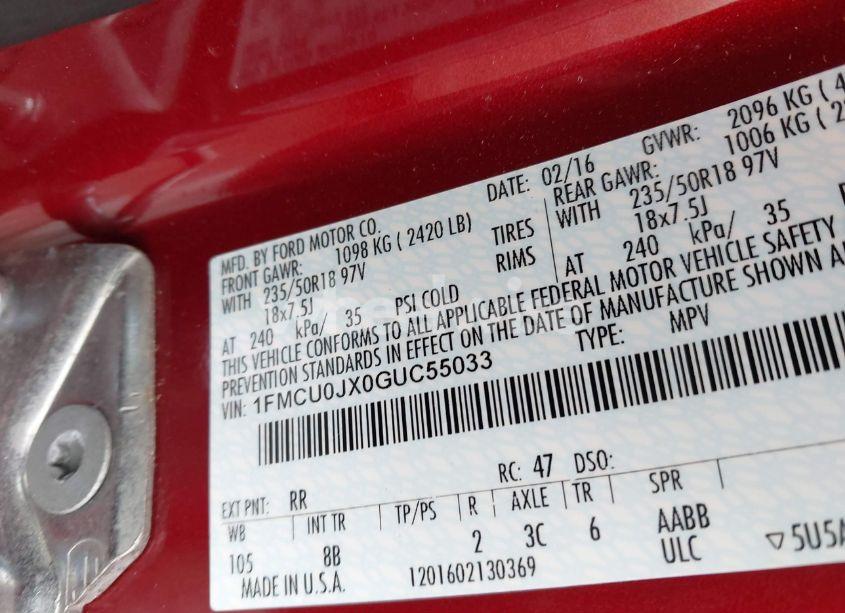 MFD. BY FORD MOTOR CO. DATE: 02/16 GVWR: 2096 KG ( 4
FRONT GAWR: 1098 KG ( 2420 LB) REAR GAWR: 1006 KG ( 2
WITH 235/50R18 97V TIRES WITH 235/50R18 97V
18x7.5J RIMS 18x7.5J
AT 240 kPa/ 35 PSI COLD AT 240 kPa/ 35
THIS VEHICLE CONFORMS TO ALL APPLICABLE FEDERAL MOTOR VEHICLE SAFETY
PREVENTION STANDARDS IN EFFECT ON THE DATE OF MANUFACTURE SHOWN A
VIN: 1FMCU0JX0GUC55033 TYPE: MPV
EXT PNT: RR RC: 47 DSO:
WB INT TR TP/PS R AXLE TR SPR
105 8B 2 3C 6 AABB
ULC ▽5U5A
MADE IN U.S.A. 1201602130369